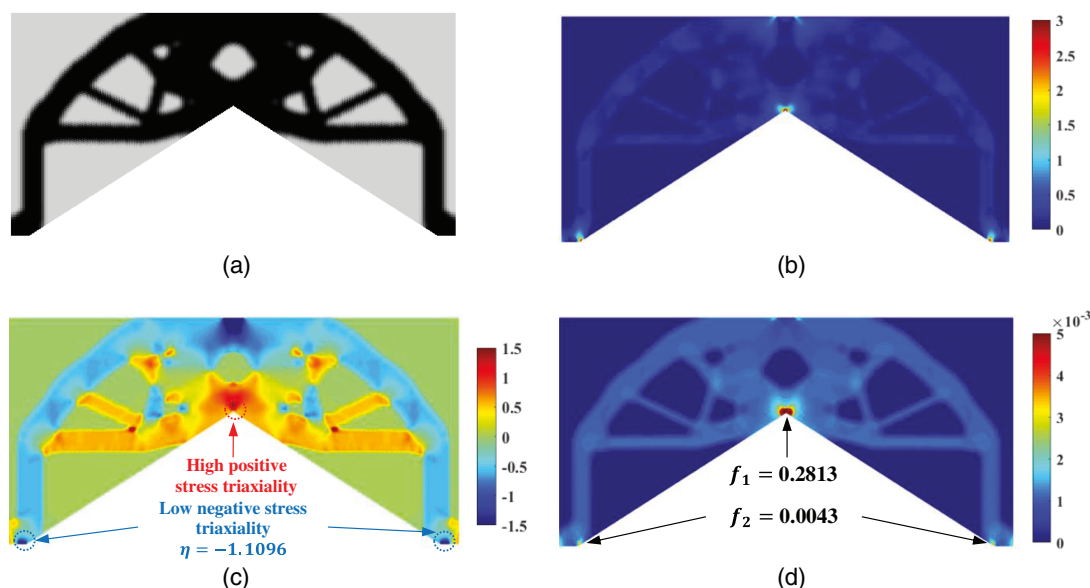 (a)
3
2.5
2
1.5
1
0.5
0
(b)
High positive
stress triaxiality
Low negative stress
triaxiality
η = −1.1096
1.5
1
0.5
0
-0.5
-1
-1.5
(c)
×10⁻³
5
4
3
2
1
0
f₁ = 0.2813
f₂ = 0.0043
(d)